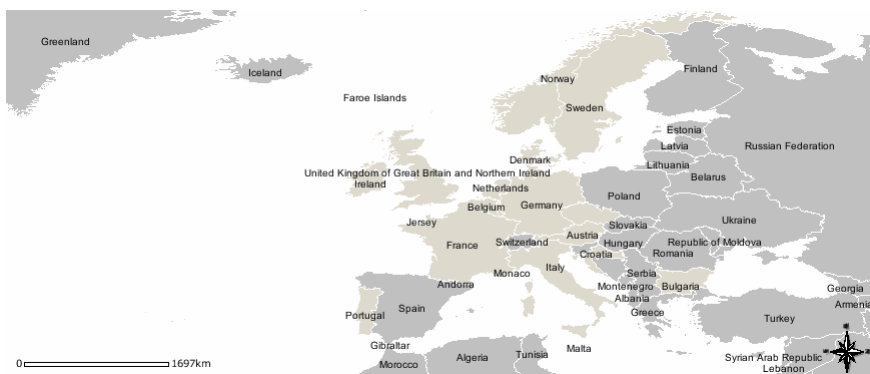 Greenland
Iceland
Faroe Islands
Norway
Finland
Sweden
Estonia
Latvia
Russian Federation
Denmark
Lithuania
United Kingdom of Great Britain and Northern Ireland
Belarus
Ireland
Netherlands
Poland
Belgium
Germany
Jersey
Ukraine
Slovakia
Austria
France
Switzerland
Hungary
Republic of Moldova
Croatia
Romania
Monaco
Italy
Serbia
Andorra
Montenegro
Bulgaria
Georgia
Albania
Armenia
Portugal
Spain
Greece
Turkey
Gibraltar
Malta
Tunisia
Algeria
Syrian Arab Republic
Morocco
Lebanon
0
1697km